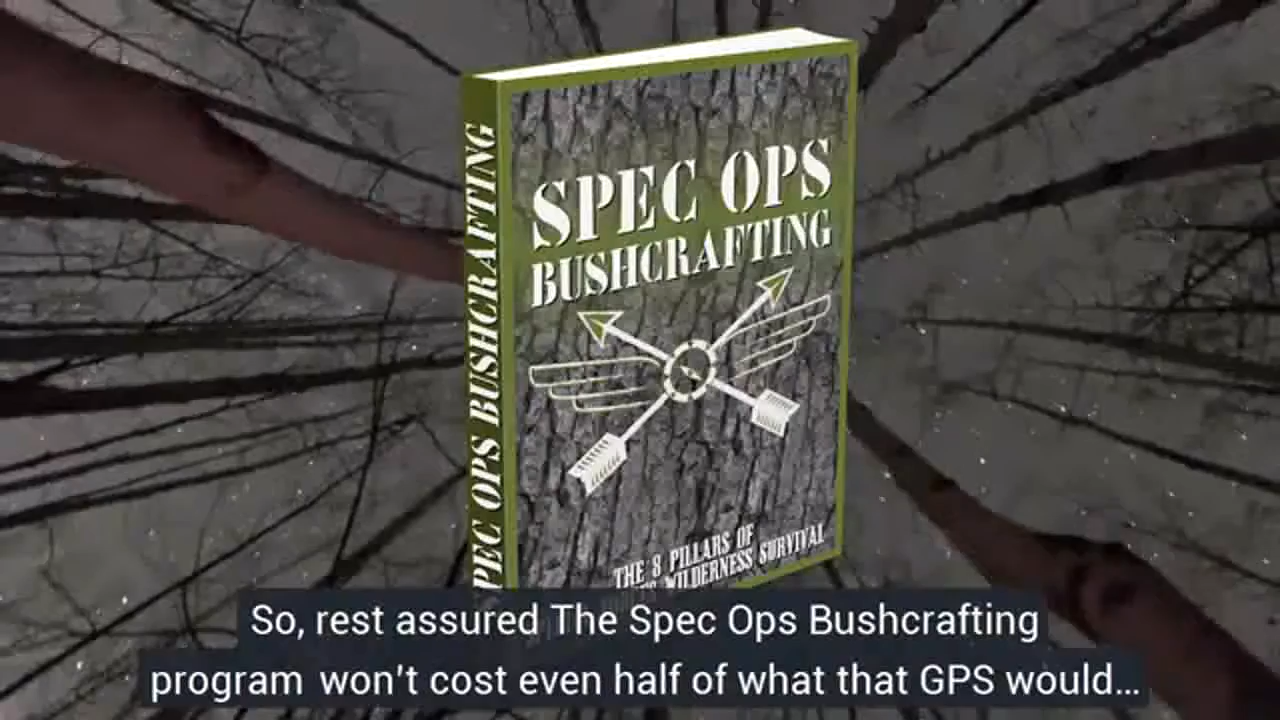 SPEC OPS
BUSHCRAFTING
SPEC OPS BUSHCRAFTING
THE 8 PILLARS OF
WILDERNESS SURVIVAL
So, rest assured The Spec Ops Bushcrafting
program won't cost even half of what that GPS would...